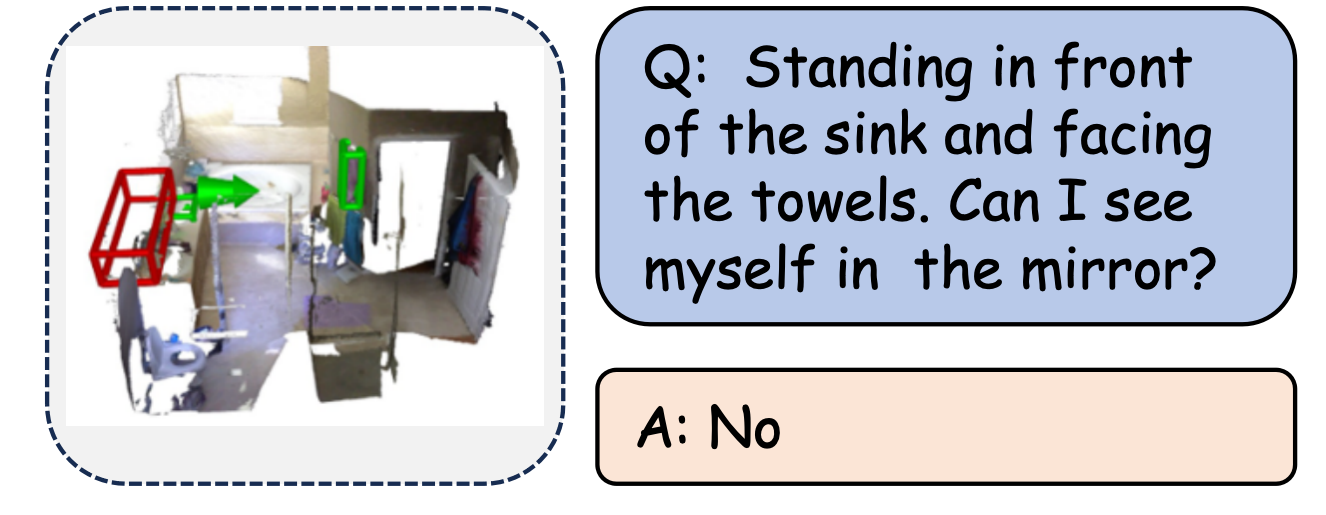 Q: Standing in front
of the sink and facing
the towels. Can I see
myself in the mirror?
A: No